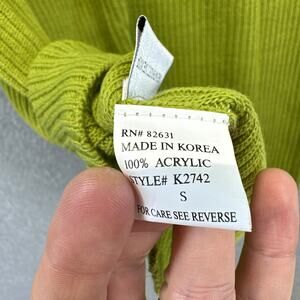 RN# 82631
MADE IN KOREA
100% ACRYLIC
STYLE# K2742
S
FOR CARE SEE REVERSE